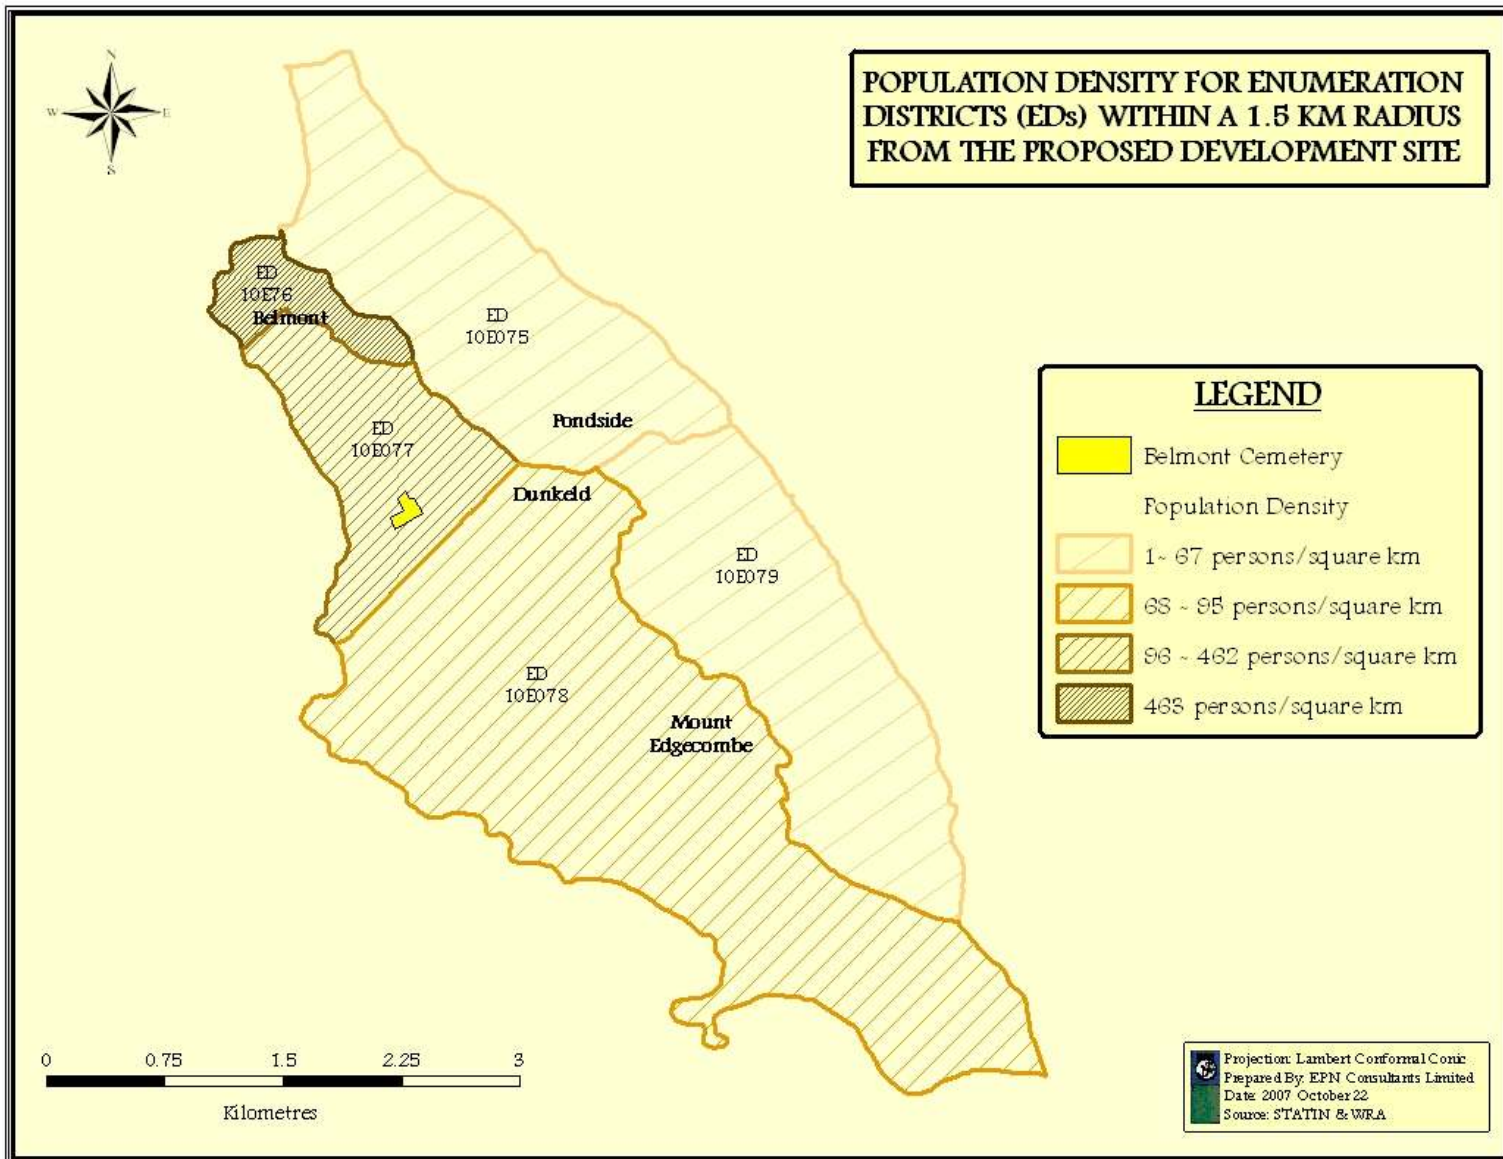 POPULATION DENSITY FOR ENUMERATION
DISTRICTS (EDs) WITHIN A 1.5 KM RADIUS
FROM THE PROPOSED DEVELOPMENT SITE
N
W
E
S
ED
10E76
Belmont
ED
10E075
Pondside
ED
10E077
Dunkeld
ED
10E079
ED
10E078
Mount
Edgecombe
LEGEND
Belmont Cemetery
Population Density
1- 67 persons/square km
68 - 95 persons/square km
96 - 462 persons/square km
463 persons/square km
0 0.75 1.5 2.25 3
Kilometres
Projection: Lambert Conformal Conic
Prepared By: EPN Consultants Limited
Date: 2007 October 22
Source: STATIN & WRA